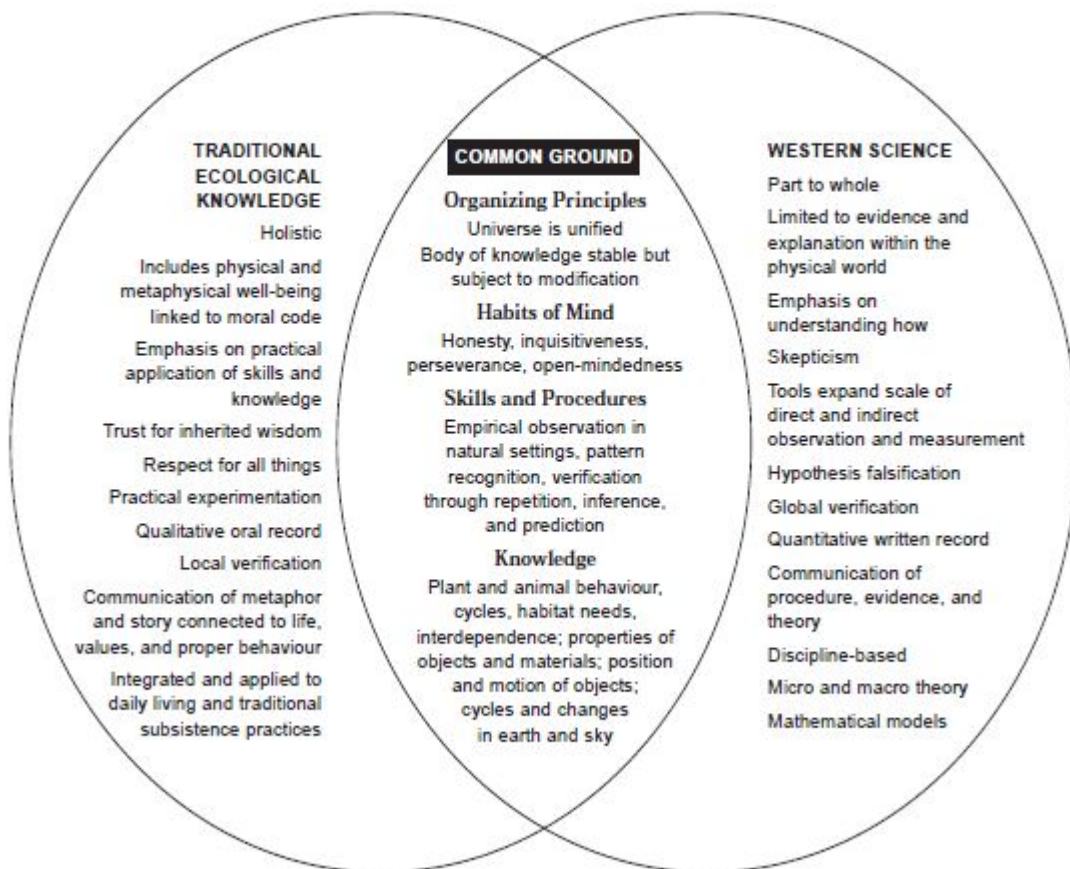 TRADITIONAL
ECOLOGICAL
KNOWLEDGE
Holistic
Includes physical and
metaphysical well-being
linked to moral code
Emphasis on practical
application of skills and
knowledge
Trust for inherited wisdom
Respect for all things
Practical experimentation
Qualitative oral record
Local verification
Communication of metaphor
and story connected to life,
values, and proper behaviour
Integrated and applied to
daily living and traditional
subsistence practices
COMMON GROUND
Organizing Principles
Universe is unified
Body of knowledge stable but
subject to modification
Habits of Mind
Honesty, inquisitiveness,
perseverance, open-mindedness
Skills and Procedures
Empirical observation in
natural settings, pattern
recognition, verification
through repetition, inference,
and prediction
Knowledge
Plant and animal behaviour,
cycles, habitat needs,
interdependence; properties of
objects and materials; position
and motion of objects;
cycles and changes
in earth and sky
WESTERN SCIENCE
Part to whole
Limited to evidence and
explanation within the
physical world
Emphasis on
understanding how
Skepticism
Tools expand scale of
direct and indirect
observation and measurement
Hypothesis falsification
Global verification
Quantitative written record
Communication of
procedure, evidence, and
theory
Discipline-based
Micro and macro theory
Mathematical models